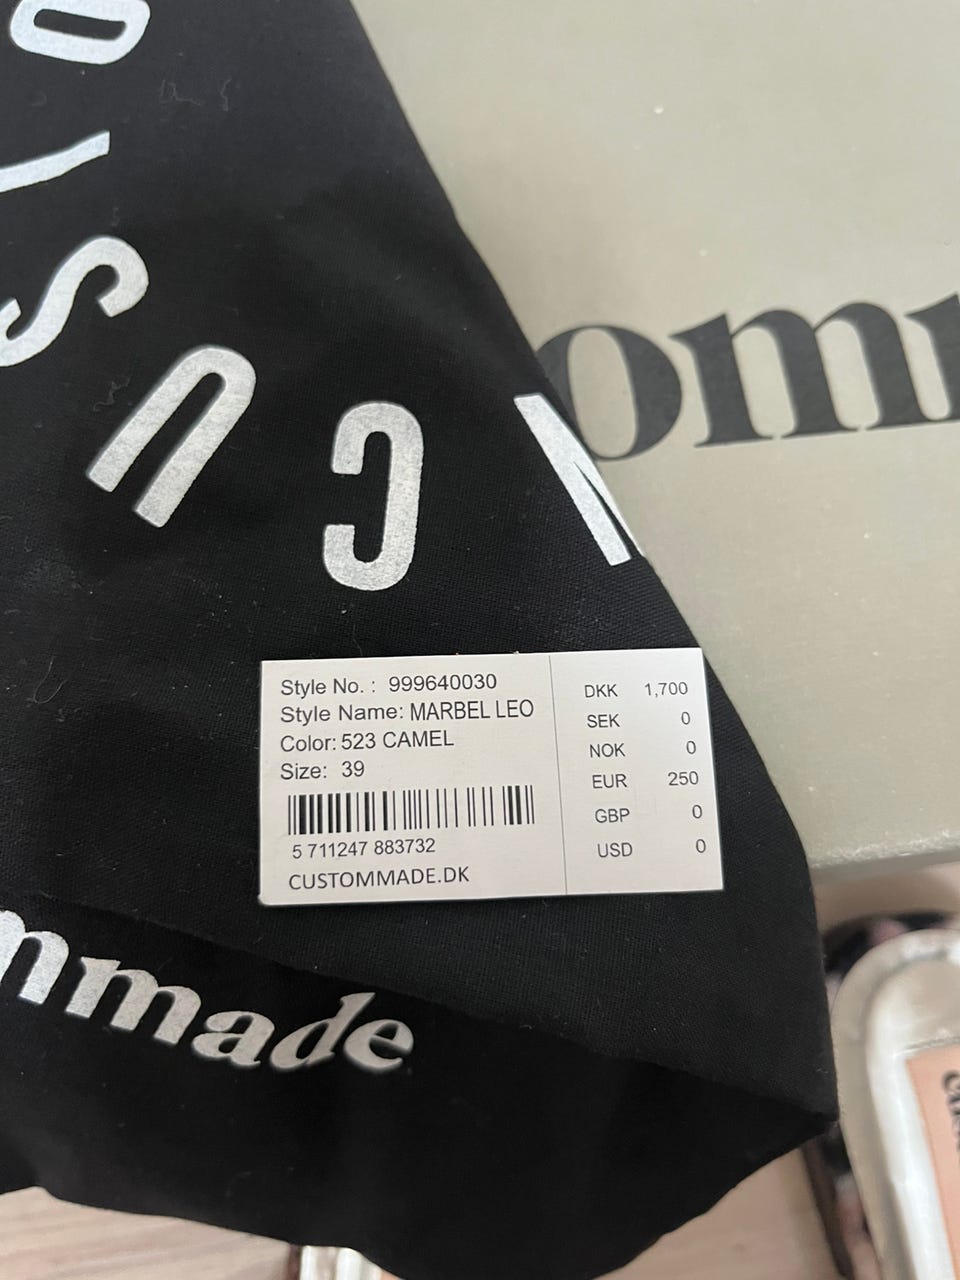 omm
CUS
M
Style No. : 999640030
Style Name: MARBEL LEO
Color: 523 CAMEL
Size: 39
5 711247 883732
CUSTOMMADE.DK
DKK 1,700
SEK 0
NOK 0
EUR 250
GBP 0
USD 0
mmade